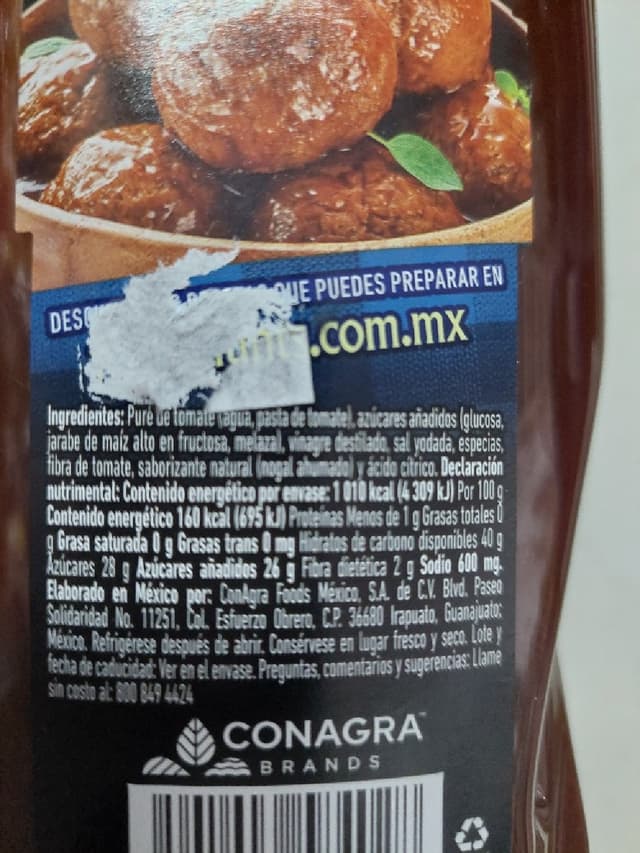 QUE PUEDES PREPARAR EN
.com.mx
Ingredientes: Puré de tomate (agua, pasta de tomate), azúcares añadidos (glucosa,
jarabe de maíz alto en fructosa, melaza), vinagre destilado, sal yodada, especias,
fibra de tomate, saborizante natural (nogal ahumado) y ácido cítrico. Declaración
nutrimental: Contenido energético por envase: 1 010 kcal (4 309 kJ) Por 100 g
Contenido energético 160 kcal (695 kJ) Proteínas Menos de 1 g Grasas totales 0
g Grasa saturada 0 g Grasas trans 0 mg Hidratos de carbono disponibles 40 g
Azúcares 28 g Azúcares añadidos 26 g Fibra dietética 2 g Sodio 600 mg.
Elaborado en México por: ConAgra Foods México, S.A. de C.V. Blvd. Paseo
Solidaridad No. 11251, Col. Esfuerzo Obrero, C.P. 36680 Irapuato, Guanajuato;
México. Refrigérese después de abrir. Consérvese en lugar fresco y seco. Lote y
fecha de caducidad: Ver en el envase. Preguntas, comentarios y sugerencias: Llame
sin costo al: 800 849 4424
CONAGRA™
BRANDS